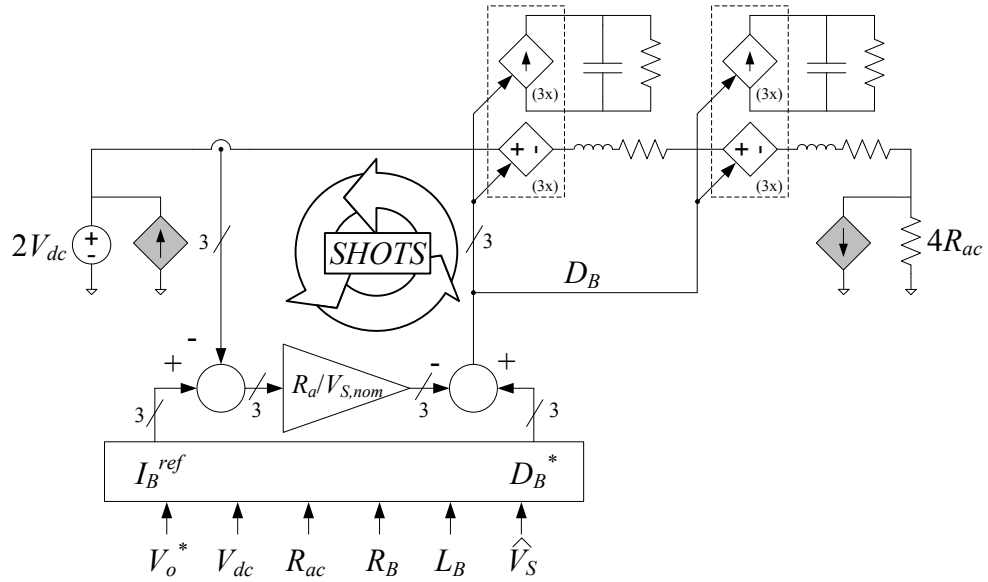 (3x)
(3x)
+ -
(3x)
+ -
(3x)
2V_dc
+
-
3
SHOTS
3
4R_ac
D_B
-
+
R_a/V_S,nom
-
+
3
3
3
3
I_B^ref
D_B^*
V_o^*
V_dc
R_ac
R_B
L_B
V̂_S